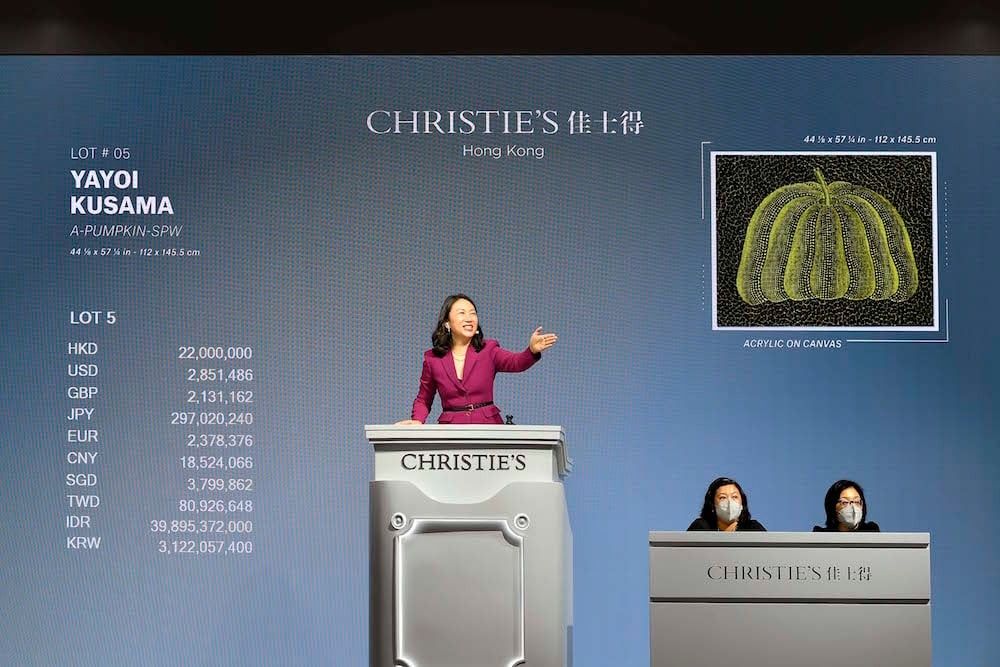 CHRISTIE'S 佳士得
Hong Kong
LOT # 05
YAYOI
KUSAMA
A-PUMPKIN-SPW
44 ⅛ x 57 ¼ in - 112 x 145.5 cm
44 ⅛ x 57 ¼ in - 112 x 145.5 cm
ACRYLIC ON CANVAS
LOT 5
HKD 22,000,000
USD 2,851,486
GBP 2,131,162
JPY 297,020,240
EUR 2,378,376
CNY 18,524,066
SGD 3,799,862
TWD 80,926,648
IDR 39,895,372,000
KRW 3,122,057,400
CHRISTIE'S
CHRISTIE'S 佳士得